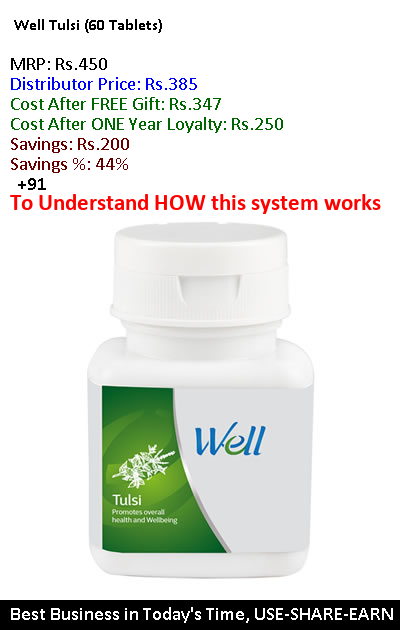 Well Tulsi (60 Tablets)
MRP: Rs.450
Distributor Price: Rs.385
Cost After FREE Gift: Rs.347
Cost After ONE Year Loyalty: Rs.250
Savings: Rs.200
Savings %: 44%
+91
To Understand HOW this system works
Well
Tulsi
Promotes overall
health and Wellbeing
Best Business in Today's Time, USE-SHARE-EARN